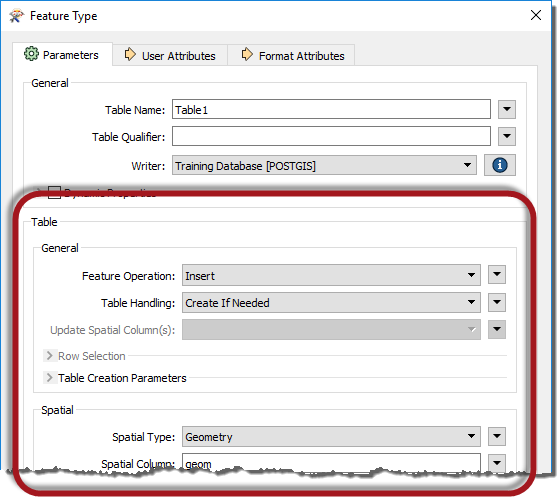 Feature Type
Parameters
User Attributes
Format Attributes
General
Table Name: Table1
Table Qualifier:
Writer: Training Database [POSTGIS]
Dynamic Properties
Table
General
Feature Operation: Insert
Table Handling: Create If Needed
Update Spatial Column(s):
Row Selection
Table Creation Parameters
Spatial
Spatial Type: Geometry
Spatial Column: geom